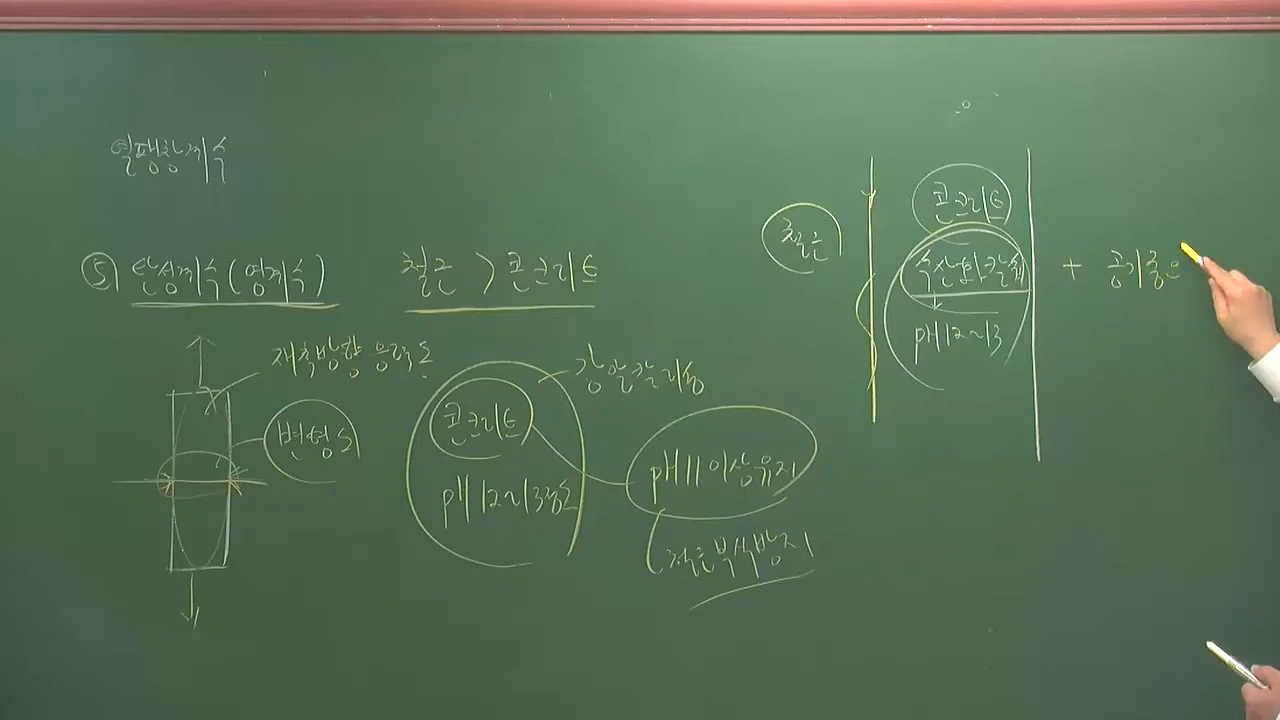 열팽창계수
⑤ 탄성계수(영계수)
철근 > 콘크리트
재축방향 응력도
변형도
강알칼리성
콘크리트
pH 12~13정도
pH 11 이상유지
철근부식방지
철근
콘크리트
수산화칼슘
pH 12~13
+ 공기중으